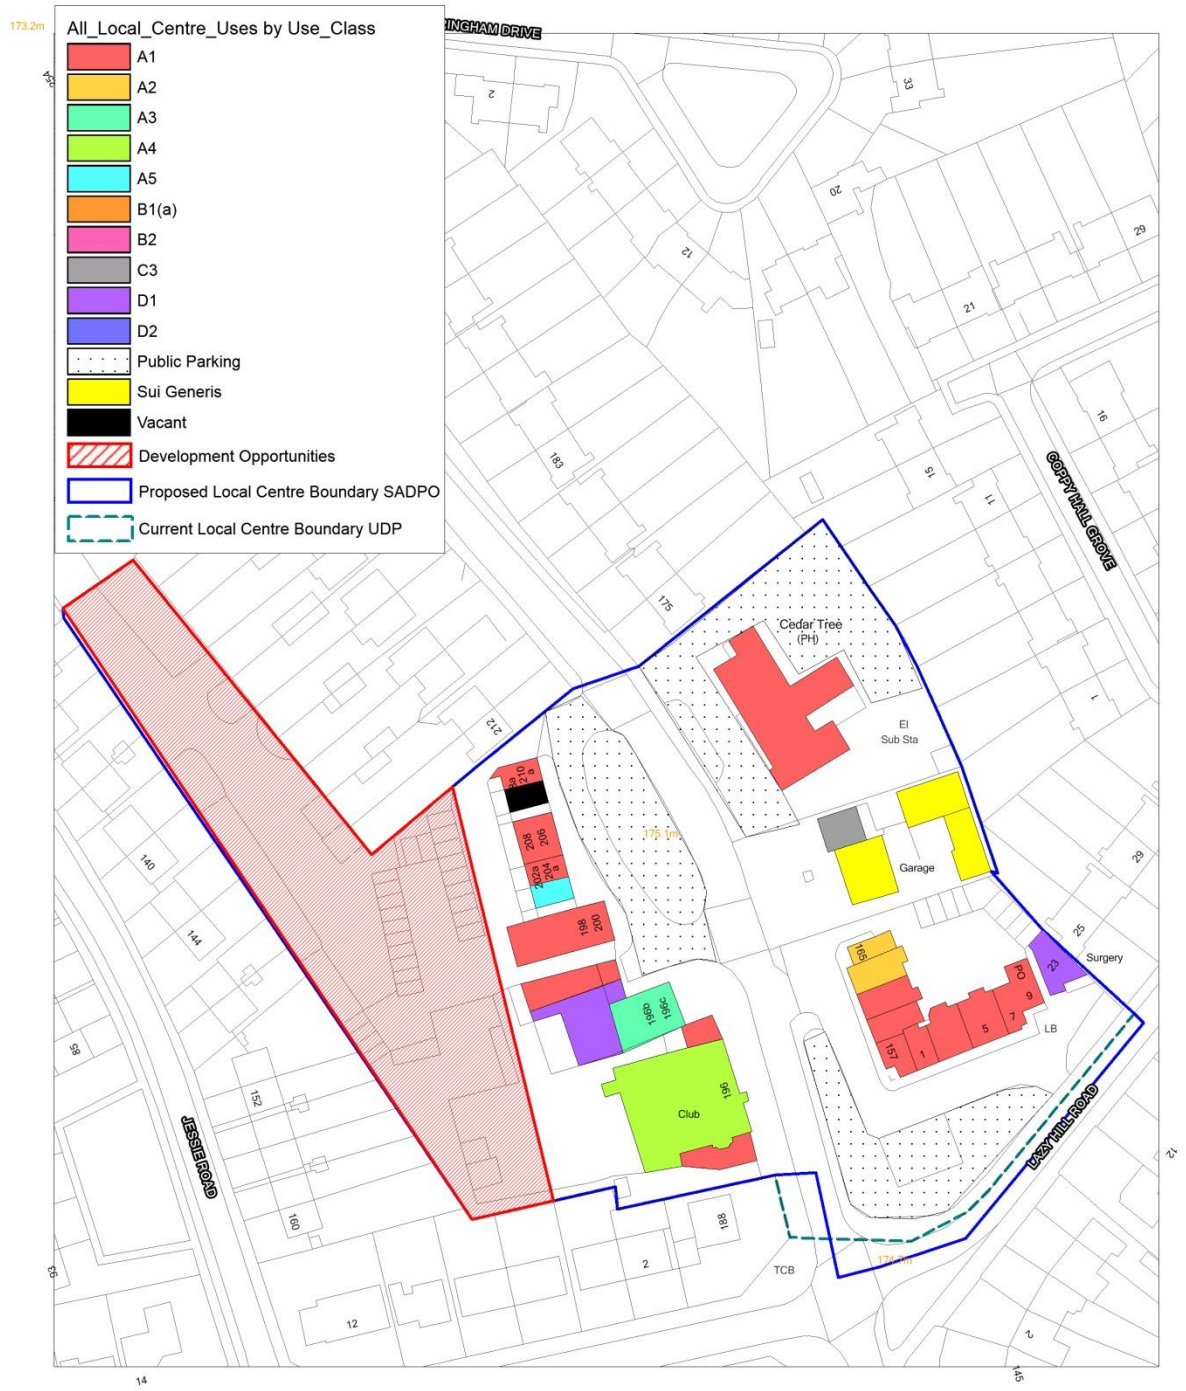 173.2m
RINGHAM DRIVE
All_Local_Centre_Uses by Use_Class
A1
A2
A3
A4
A5
B1(a)
B2
C3
D1
D2
Public Parking
Sui Generis
Vacant
Development Opportunities
Proposed Local Centre Boundary SADPO
Current Local Centre Boundary UDP
254
2
33
20
12
29
21
16
183
15
11
COPPY HALL GROVE
175
Cedar Tree
(PH)
1
212
El
Sub Sta
210
a
175.1m
208
206
202a
204
a
Garage
29
140
144
198
200
165
25
Surgery
23
PO
9
7
5
1
157
LB
196b
196c
196
Club
85
152
JESSIE ROAD
160
LAZY HILL ROAD
12
188
2
TCB
174.7m
93
12
2
14
145